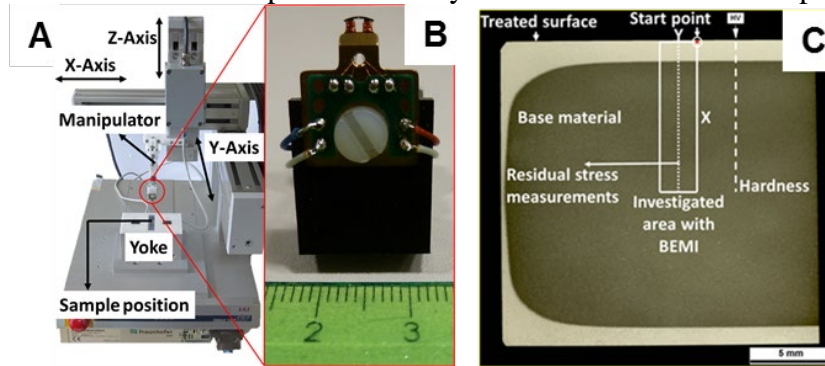 A
Z-Axis
X-Axis
Manipulator
Y-Axis
Yoke
Sample position
Fraunhofer
B
2 3
Treated surface
Start point
HV
C
Y
Base material
X
Residual stress
measurements
Hardness
Investigated
area with
BEMI
5 mm